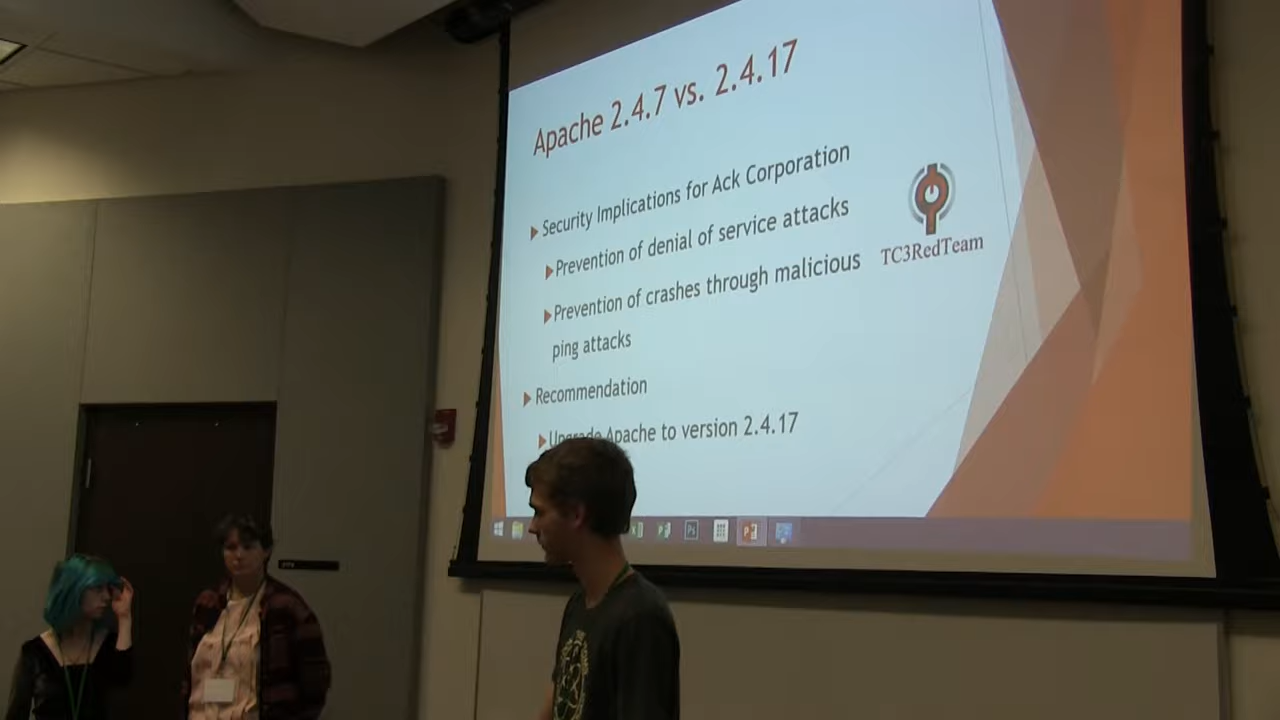 Apache 2.4.7 vs. 2.4.17
Security Implications for Ack Corporation
Prevention of denial of service attacks
Prevention of crashes through malicious
ping attacks
TC3RedTeam
Recommendation
Upgrade Apache to version 2.4.17